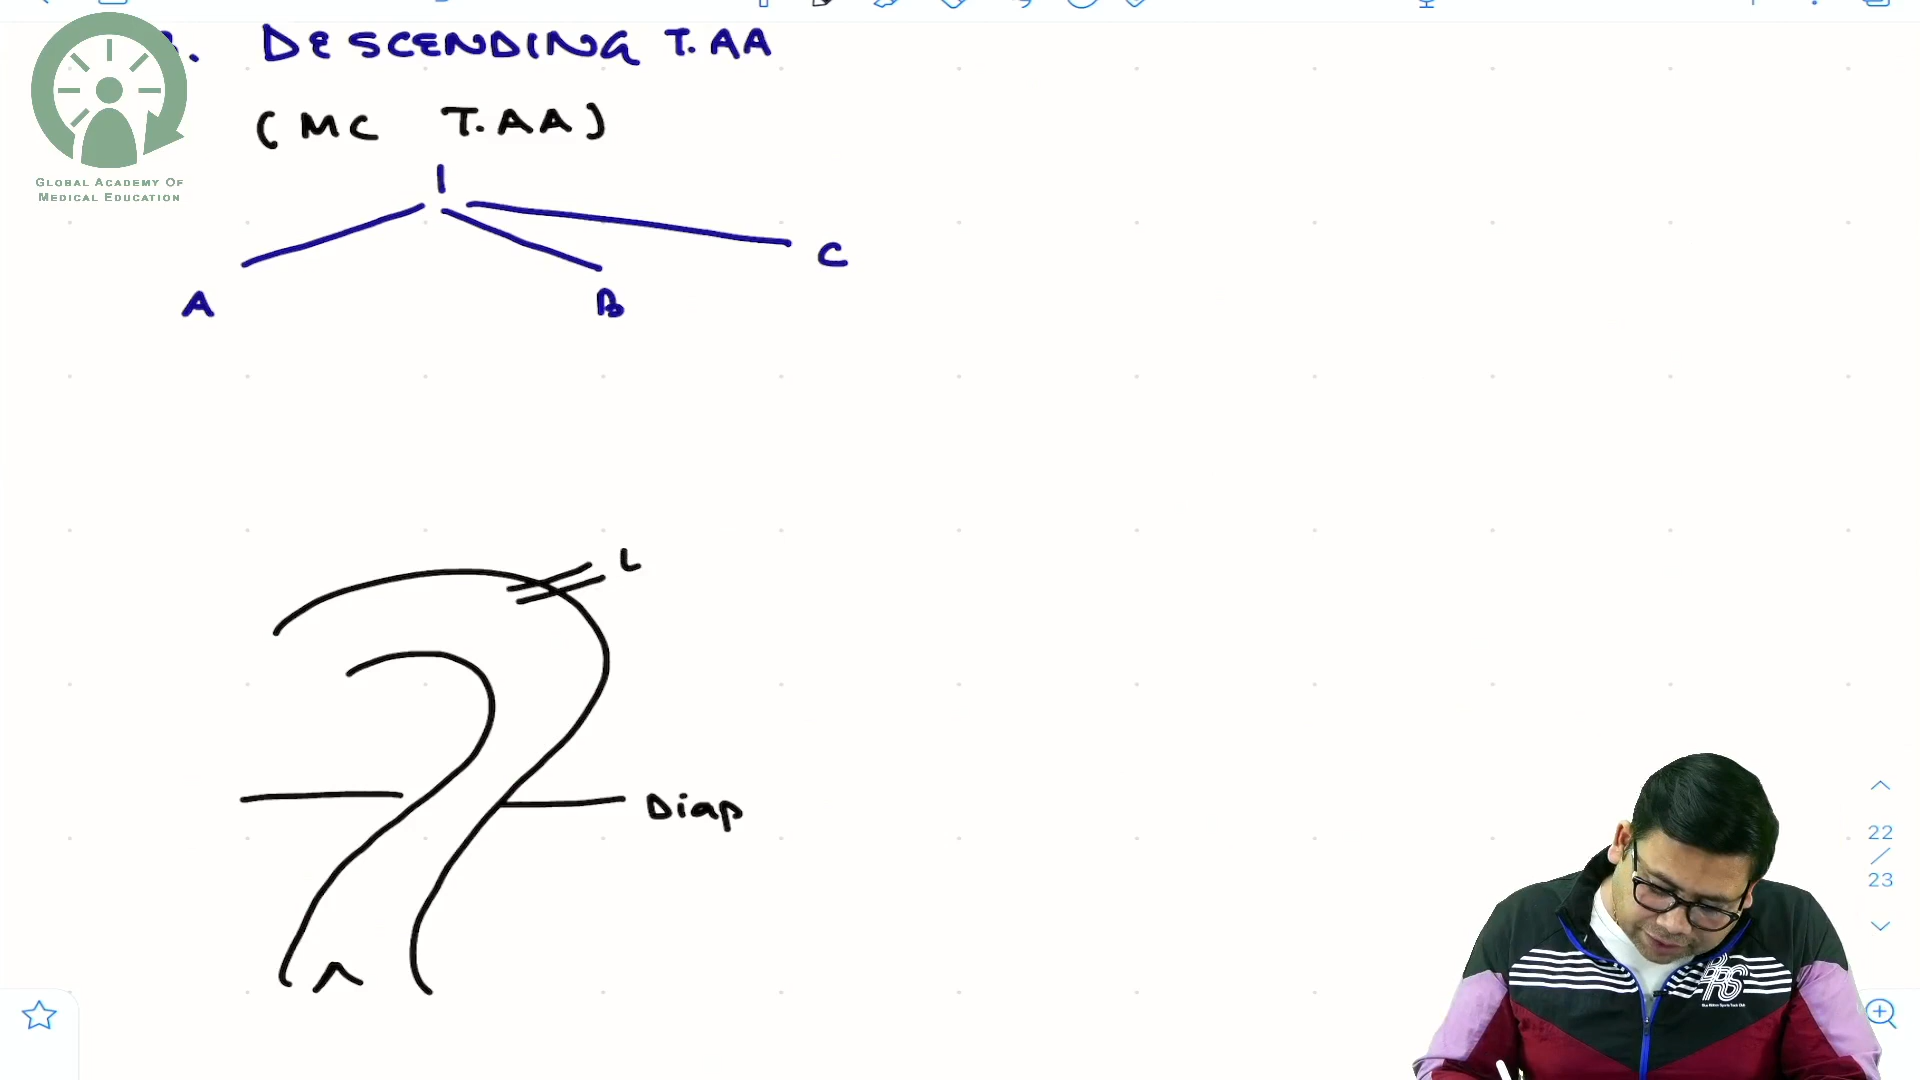 DESCENDING T.AA
(MC T.AA)
GLOBAL ACADEMY OF
MEDICAL EDUCATION
A
B
C
L
Diap
22
/
23